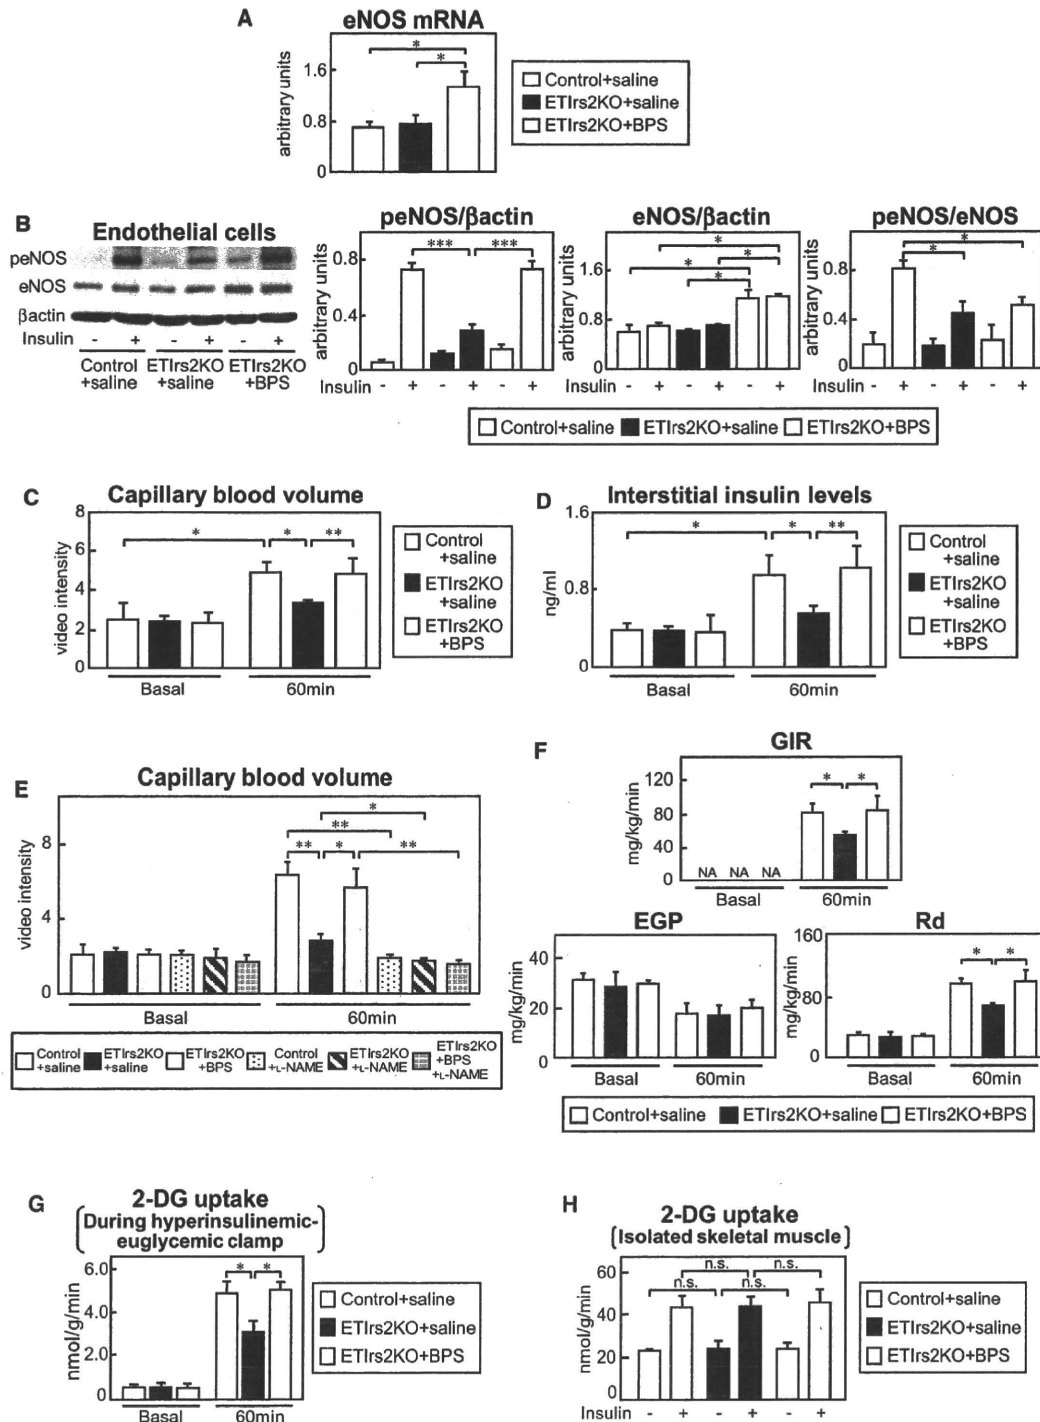 A
eNOS mRNA
arbitrary units
1.6
0.8
0
*
*
Control+saline
ETIrs2KO+saline
ETIrs2KO+BPS
B
Endothelial cells
peNOS
eNOS
βactin
Insulin - + - + - +
Control +saline
ETIrs2KO +saline
ETIrs2KO +BPS
peNOS/βactin
arbitrary units
0.8
0.4
0
*** ***
Insulin - + - + - +
eNOS/βactin
arbitrary units
1.6
0.8
0
*
*
*
*
Insulin - + - + - +
peNOS/eNOS
arbitrary units
0.8
0.4
0
*
*
Insulin - + - + - +
Control+saline ETIrs2KO+saline ETIrs2KO+BPS
C
Capillary blood volume
video intensity
8
6
4
2
0
* * **
Basal 60min
Control
+saline
ETIrs2KO
+saline
ETIrs2KO
+BPS
D
Interstitial insulin levels
ng/ml
1.6
0.8
0
* * **
Basal 60min
Control
+saline
ETIrs2KO
+saline
ETIrs2KO
+BPS
E
Capillary blood volume
video intensity
8
4
0
*
**
** * **
Basal 60min
Control +saline
ETIrs2KO +saline
ETIrs2KO +BPS
Control +L-NAME
ETIrs2KO +L-NAME
ETIrs2KO +BPS +L-NAME
F
GIR
mg/kg/min
120
80
40
0
* *
NA NA NA
Basal 60min
EGP
mg/kg/min
40
20
0
Basal 60min
Rd
mg/kg/min
160
80
0
* *
Basal 60min
Control+saline ETIrs2KO+saline ETIrs2KO+BPS
G
2-DG uptake
(During hyperinsulinemic-
euglycemic clamp)
nmol/g/min
6.0
4.0
2.0
0
* *
Basal 60min
Control+saline
ETIrs2KO+saline
ETIrs2KO+BPS
H
2-DG uptake
(Isolated skeletal muscle)
nmol/g/min
60
40
20
0
n.s. n.s.
n.s. n.s.
Insulin - + - + - +
Control+saline
ETIrs2KO+saline
ETIrs2KO+BPS